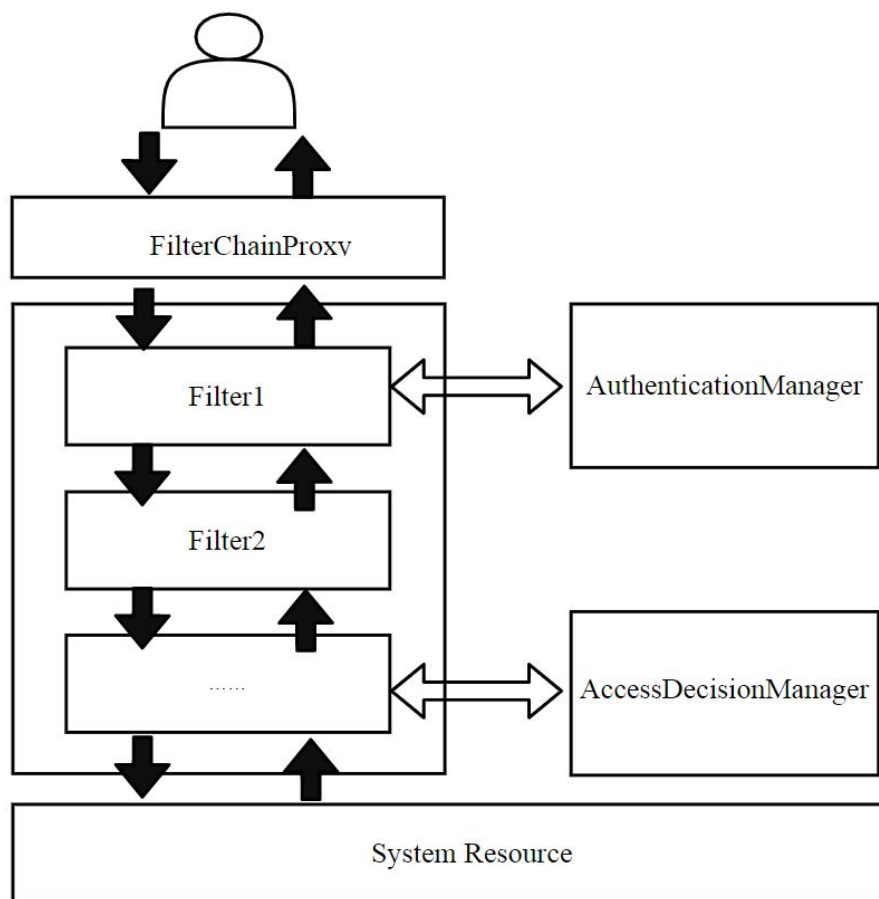 FilterChainProxy
Filter1
AuthenticationManager
Filter2
......
AccessDecisionManager
System Resource